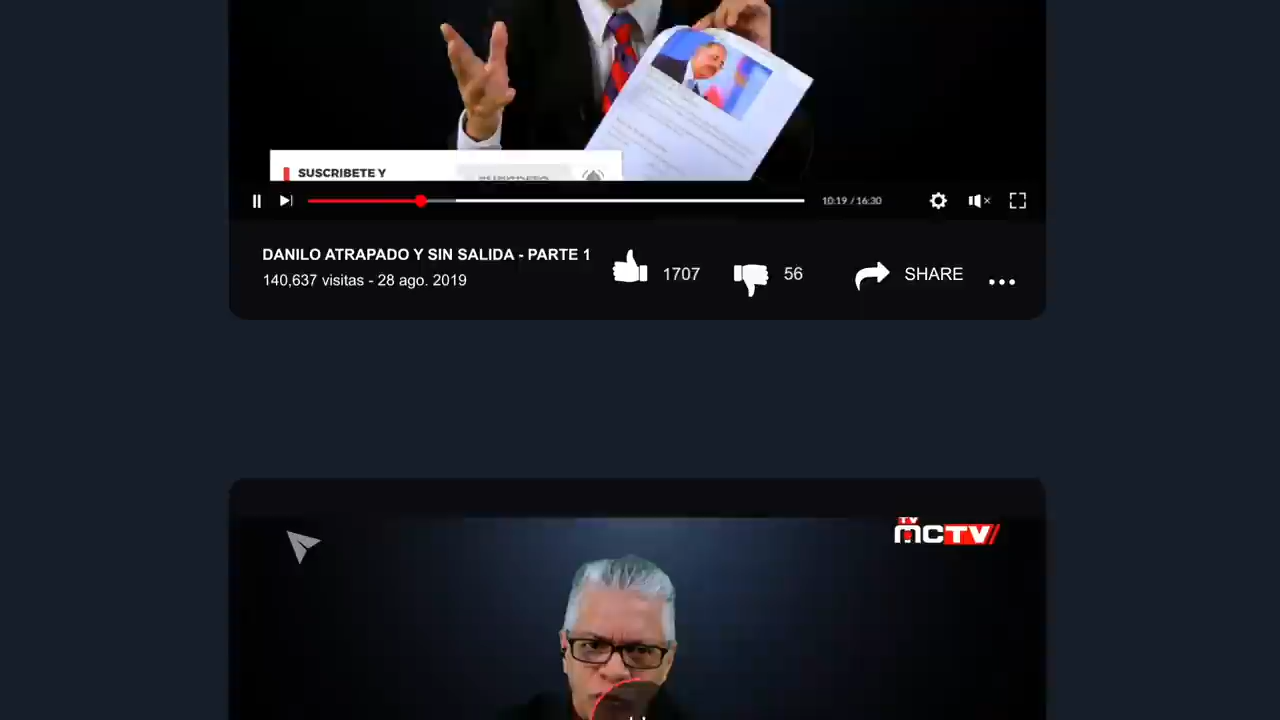 SUSCRIBETE Y
10:19 / 16:30
DANILO ATRAPADO Y SIN SALIDA - PARTE 1
140,637 visitas - 28 ago. 2019
1707
56
SHARE
TV
MCTV